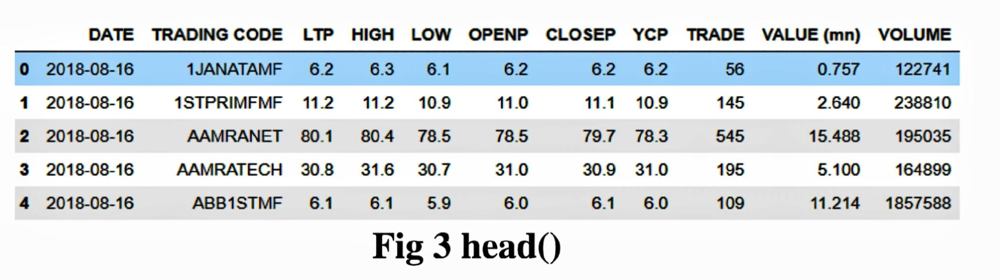 DATE TRADING CODE LTP HIGH LOW OPENP CLOSEP YCP TRADE VALUE (mn) VOLUME
0 2018-08-16 1JANATAMF 6.2 6.3 6.1 6.2 6.2 6.2 56 0.757 122741
1 2018-08-16 1STPRIMFMF 11.2 11.2 10.9 11.0 11.1 10.9 145 2.640 238810
2 2018-08-16 AAMRANET 80.1 80.4 78.5 78.5 79.7 78.3 545 15.488 195035
3 2018-08-16 AAMRATECH 30.8 31.6 30.7 31.0 30.9 31.0 195 5.100 164899
4 2018-08-16 ABB1STMF 6.1 6.1 5.9 6.0 6.1 6.0 109 11.214 1857588
Fig 3 head()